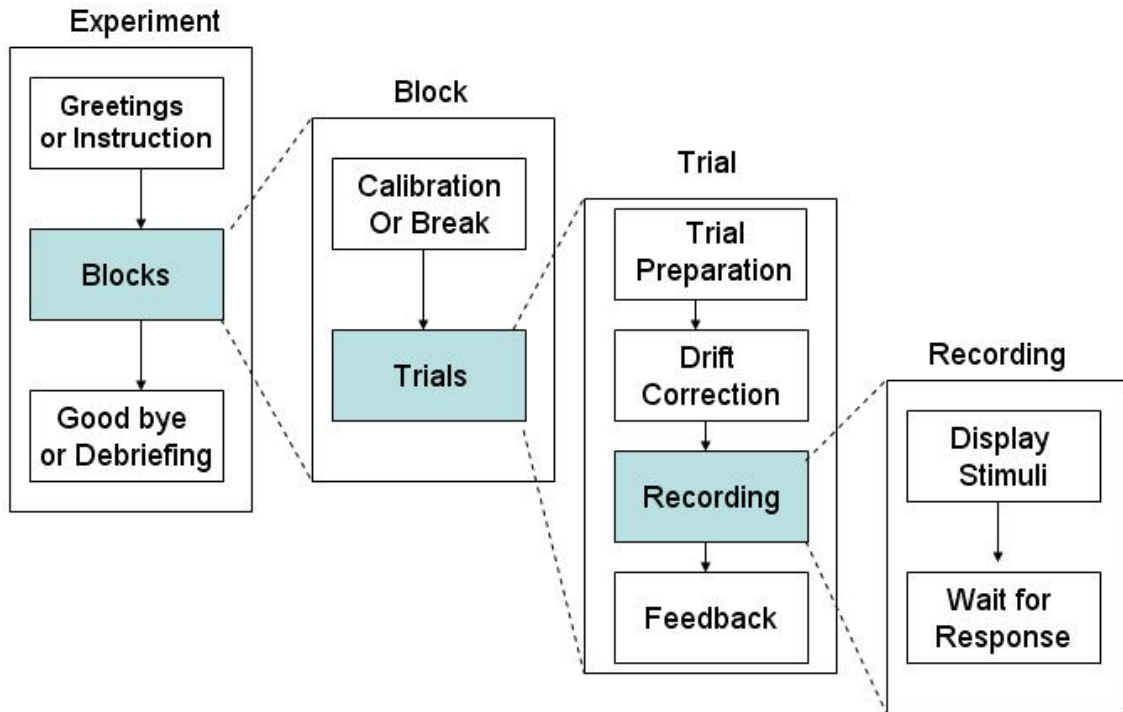 Experiment
Greetings
or Instruction
Blocks
Good bye
or Debriefing
Block
Calibration
Or Break
Trials
Trial
Trial
Preparation
Drift
Correction
Recording
Feedback
Recording
Display
Stimuli
Wait for
Response